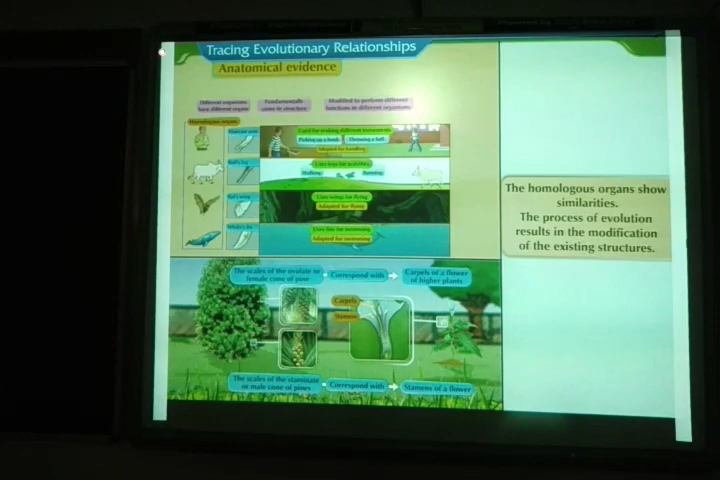 Tracing Evolutionary Relationships
Anatomical evidence
Different organisms
have different organs
Fundamentally
same in structure
Modified to perform different
functions in different organisms
Homologous organs
Human arm
Used for making different movements
Picking up a book
Throwing a ball
Adapted for handling
Bull's leg
Uses legs for activities
Walking
Running
Bat's wing
Uses wings for flying
Adapted for flying
Whale's fin
Uses fins for swimming
Adapted for swimming
The homologous organs show
similarities.
The process of evolution
results in the modification
of the existing structures.
The scales of the ovulate or
female cone of pine
Correspond with
Carpels of a flower
of higher plants
Carpels
Stamens
The scales of the staminate
or male cone of pines
Correspond with
Stamens of a flower